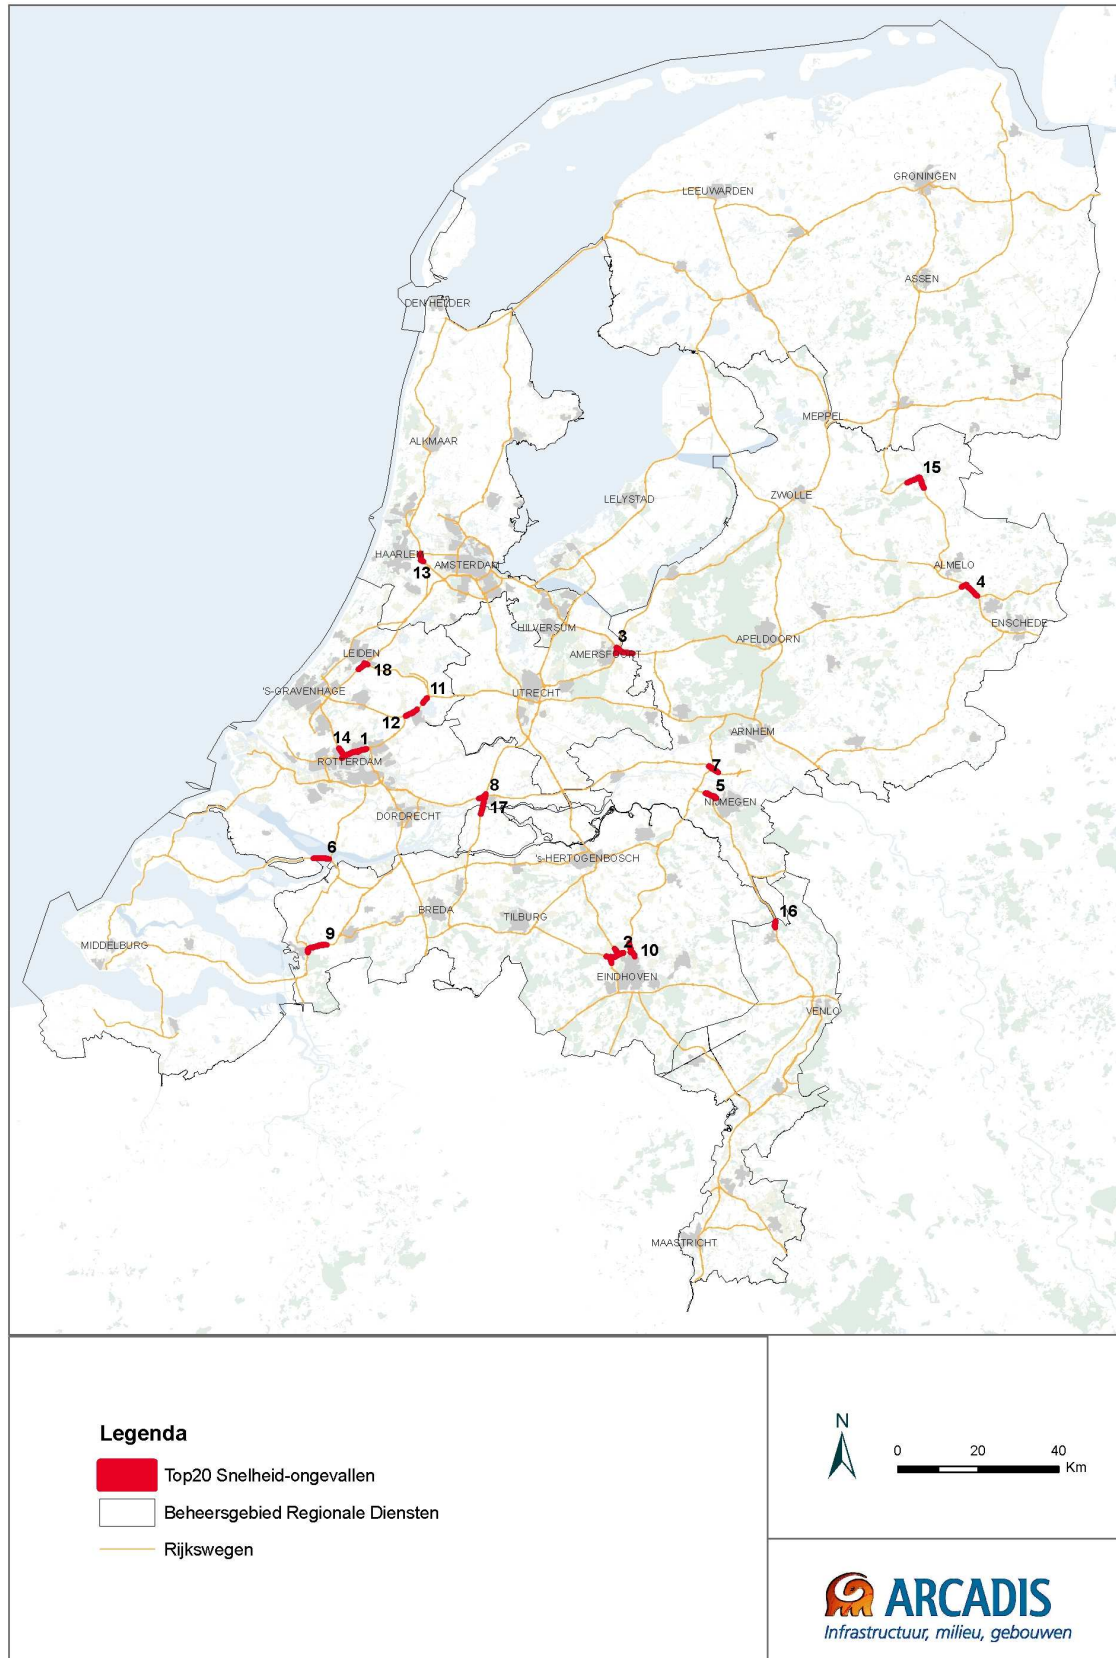 LEEUWARDEN
GRONINGEN
ASSEN
DEN HELDER
MEPPEL
ALKMAAR
15
LELYSTAD
ZWOLLE
HAARLEM
13
AMSTERDAM
ALMELO
4
ENSCHEDE
HILVERSUM
3
AMERSFOORT
APELDOORN
LEIDEN
18
'S-GRAVENHAGE
11
UTRECHT
12
14
1
ROTTERDAM
ARNHEM
7
5
NIJMEGEN
8
17
DORDRECHT
6
's-HERTOGENBOSCH
BREDA
TILBURG
16
9
MIDDELBURG
2
10
EINDHOVEN
VENLO
MAASTRICHT
Legenda
Top20 Snelheid-ongevallen
Beheersgebied Regionale Diensten
Rijkswegen
N
0 20 40
Km
ARCADIS
Infrastructuur, milieu, gebouwen